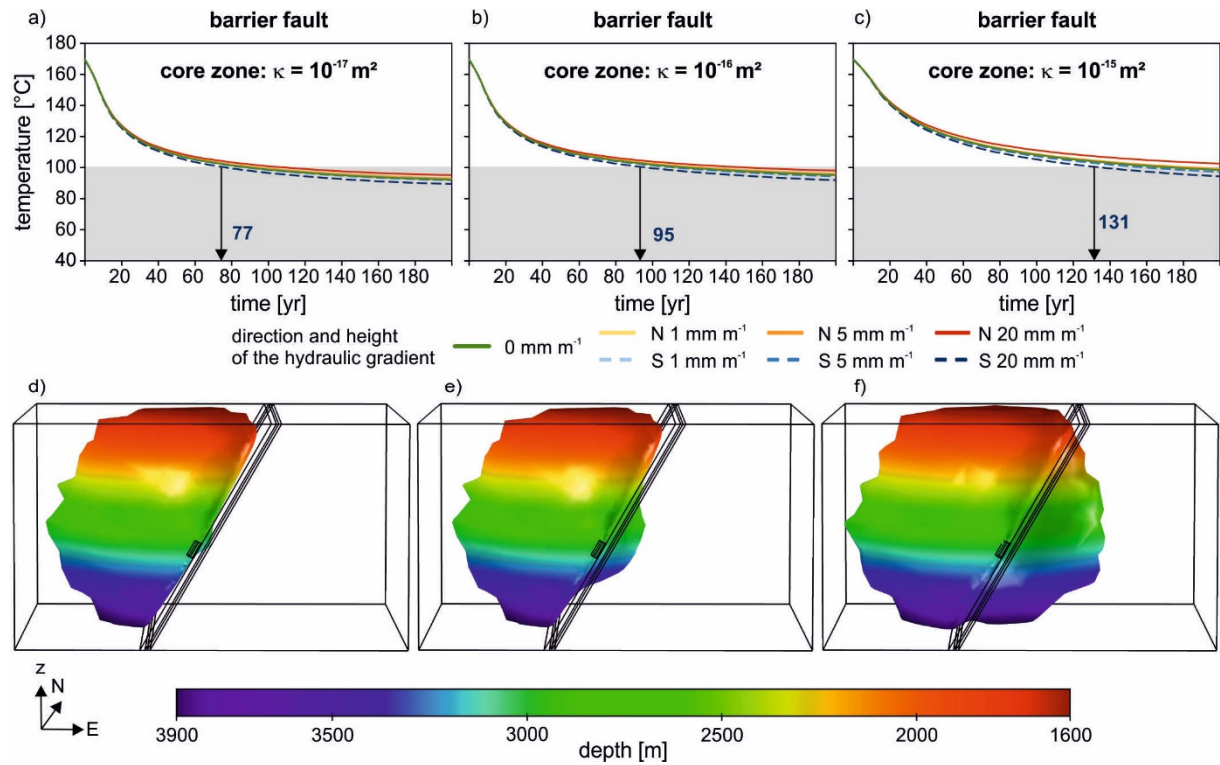 a) barrier fault b) barrier fault c) barrier fault
core zone: κ = 10⁻¹⁷ m² core zone: κ = 10⁻¹⁶ m² core zone: κ = 10⁻¹⁵ m²
temperature [°C]
180
160
140
120
100
80
60
40
77 95 131
20 40 60 80 100 120 140 160 180 20 40 60 80 100 120 140 160 180 20 40 60 80 100 120 140 160 180
time [yr] time [yr] time [yr]
direction and height
of the hydraulic gradient
0 mm m⁻¹
N 1 mm m⁻¹ N 5 mm m⁻¹ N 20 mm m⁻¹
S 1 mm m⁻¹ S 5 mm m⁻¹ S 20 mm m⁻¹
d) e) f)
z
N
E
3900 3500 3000 2500 2000 1600
depth [m]